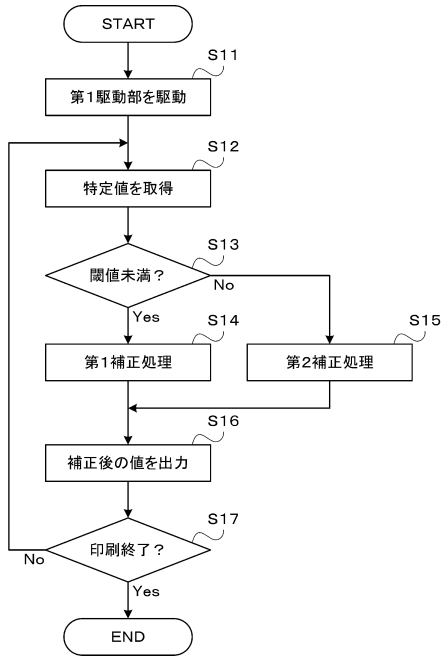 START
S11
第1駆動部を駆動
S12
特定値を取得
S13
閾値未満？
No
Yes
S14
第1補正処理
S15
第2補正処理
S16
補正後の値を出力
S17
印刷終了？
No
Yes
END